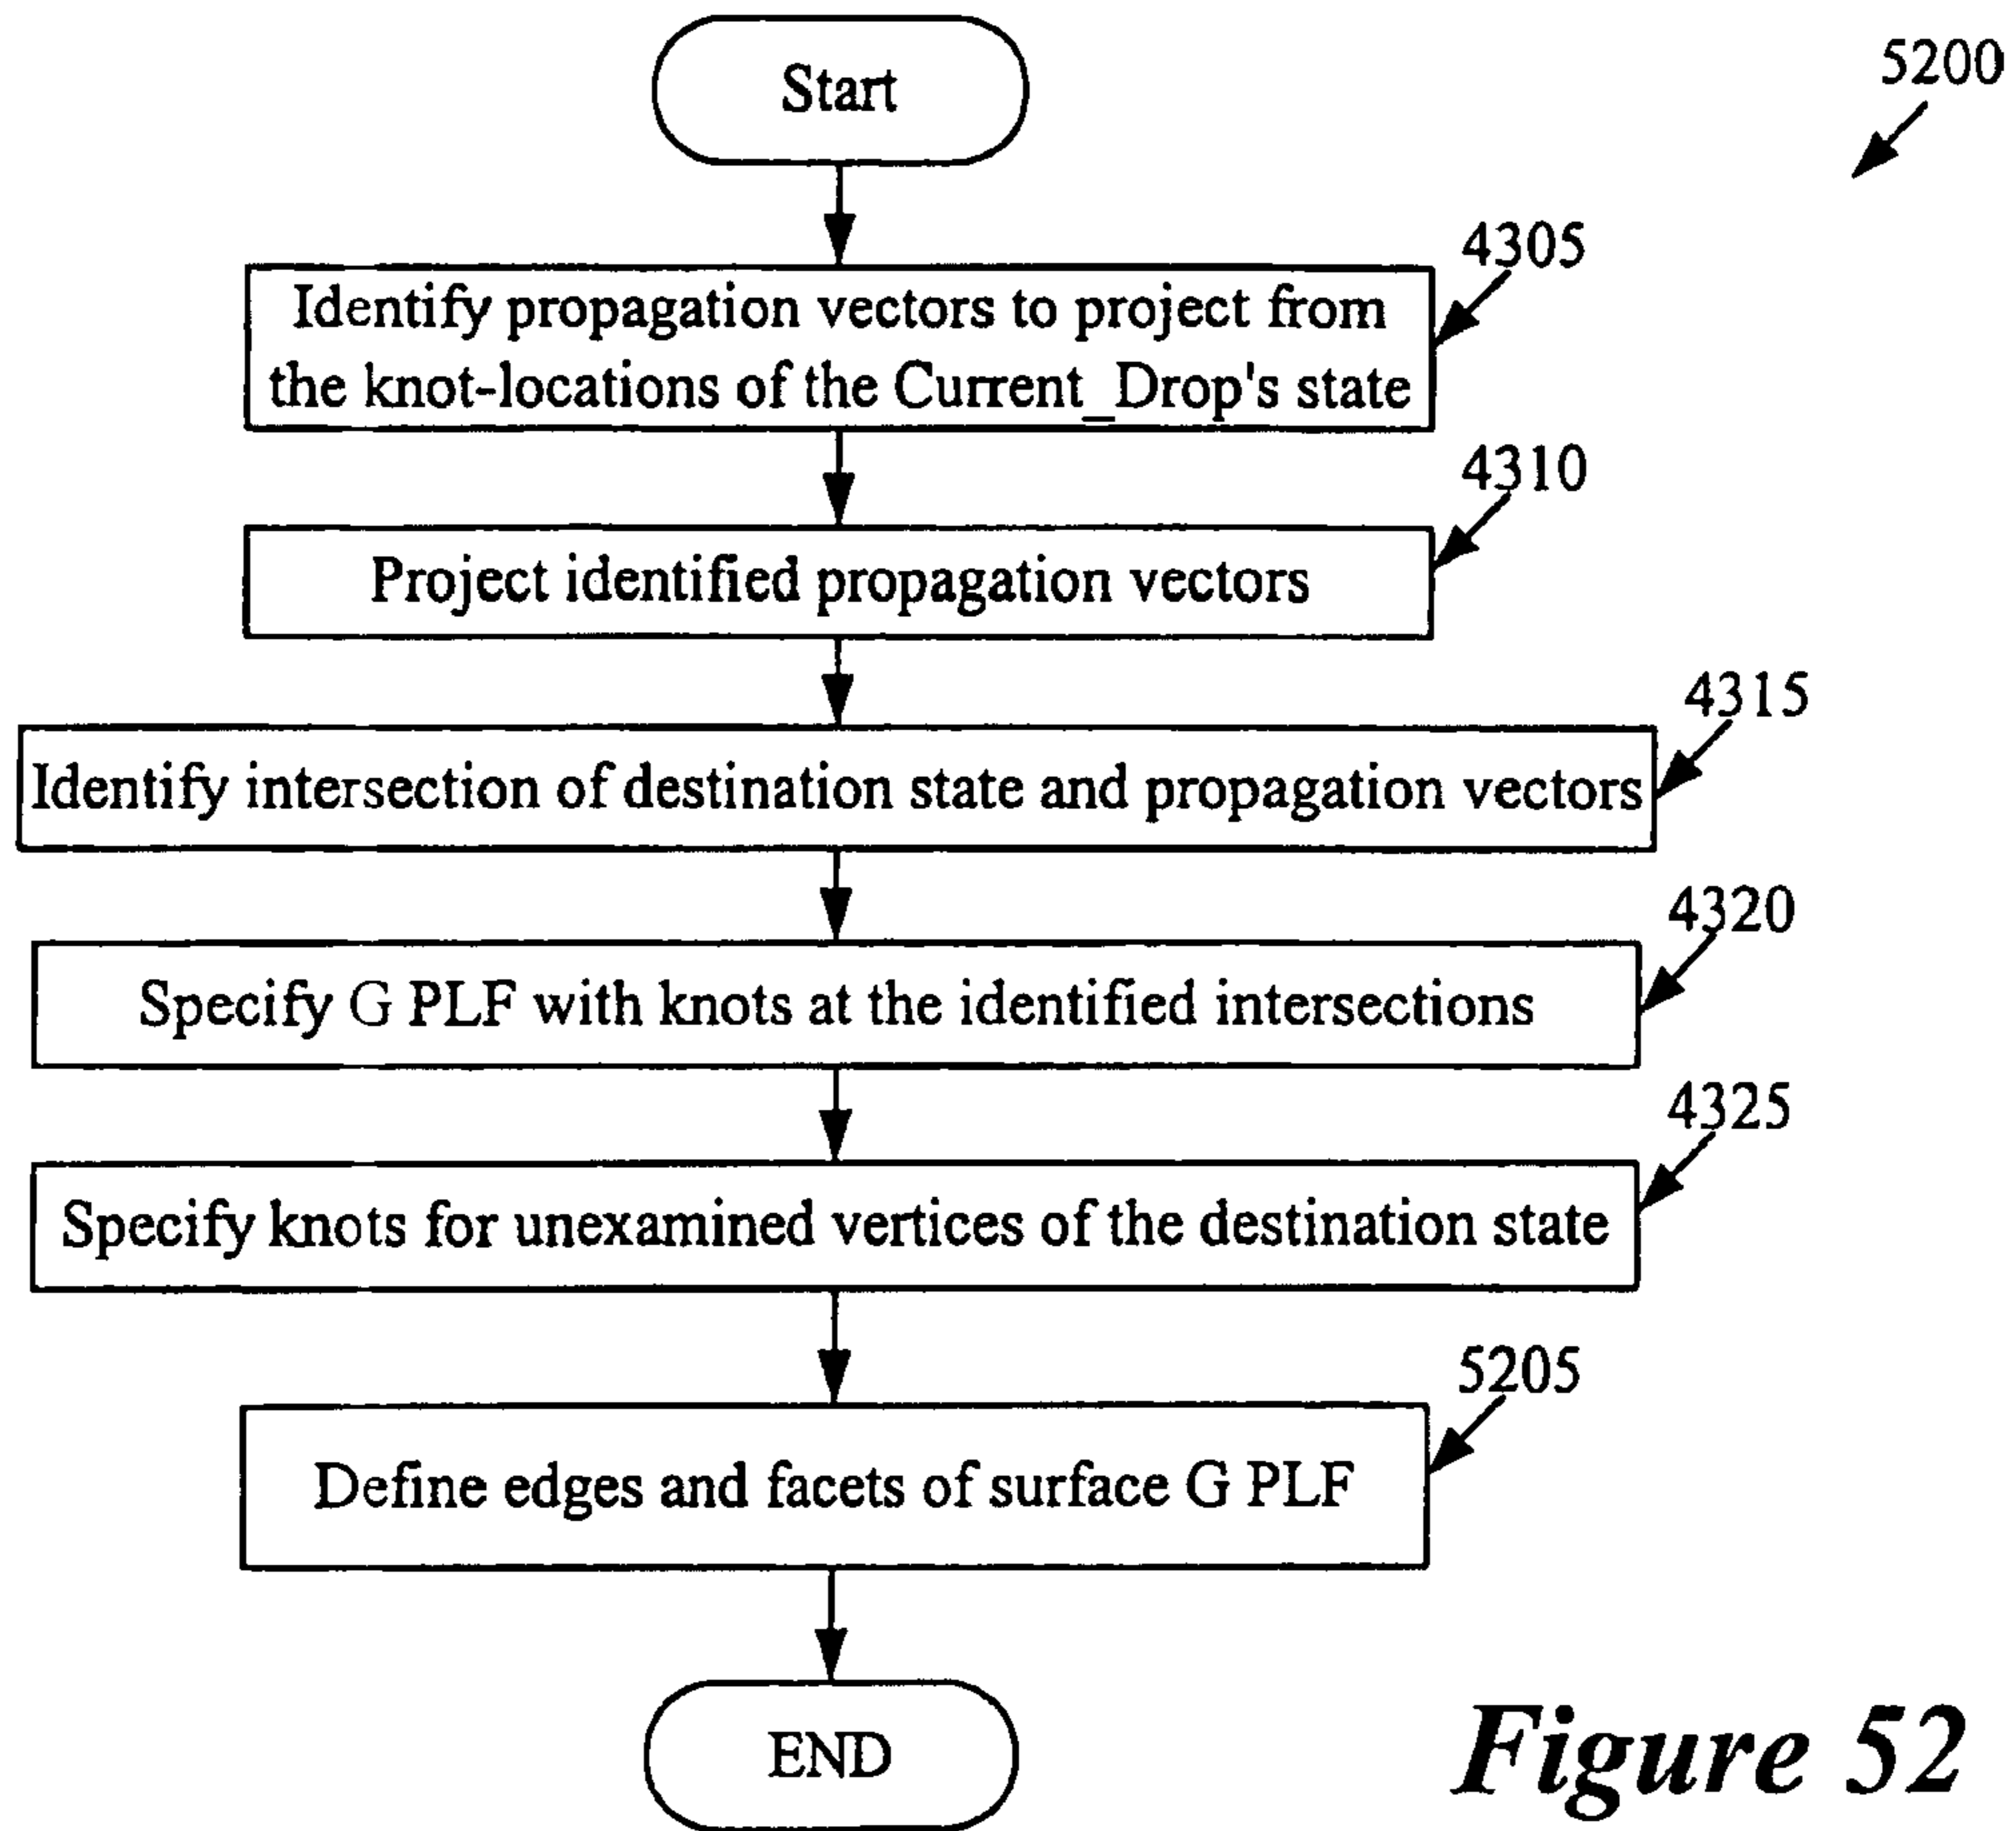 Start
5200
4305
Identify propagation vectors to project from
the knot-locations of the Current_Drop's state
4310
Project identified propagation vectors
4315
Identify intersection of destination state and propagation vectors
4320
Specify G PLF with knots at the identified intersections
4325
Specify knots for unexamined vertices of the destination state
5205
Define edges and facets of surface G PLF
END
Figure 52